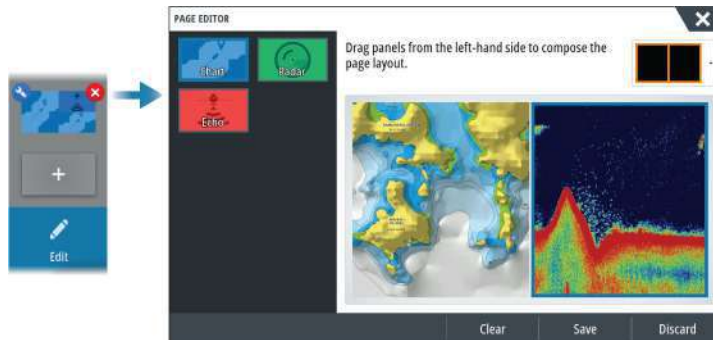 PAGE EDITOR
Chart
Radar
Echo
Drag panels from the left-hand side to compose the
page layout.
+
Edit
Clear
Save
Discard